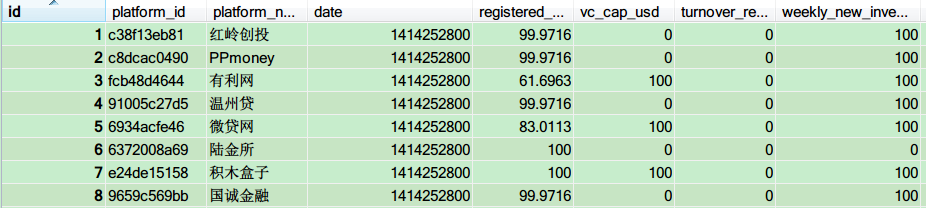 id platform_id platform_n... date registered_... vc_cap_usd turnover_re... weekly_new_inve...
1 c38f13eb81 红岭创投 1414252800 99.9716 0 0 100
2 c8dcac0490 PPmoney 1414252800 99.9716 0 0 100
3 fcb48d4644 有利网 1414252800 61.6963 100 0 100
4 91005c27d5 温州贷 1414252800 99.9716 0 0 100
5 6934acfe46 微贷网 1414252800 83.0113 100 0 100
6 6372008a69 陆金所 1414252800 100 0 0 0
7 e24de15158 积木盒子 1414252800 100 100 0 100
8 9659c569bb 国诚金融 1414252800 99.9716 0 0 100